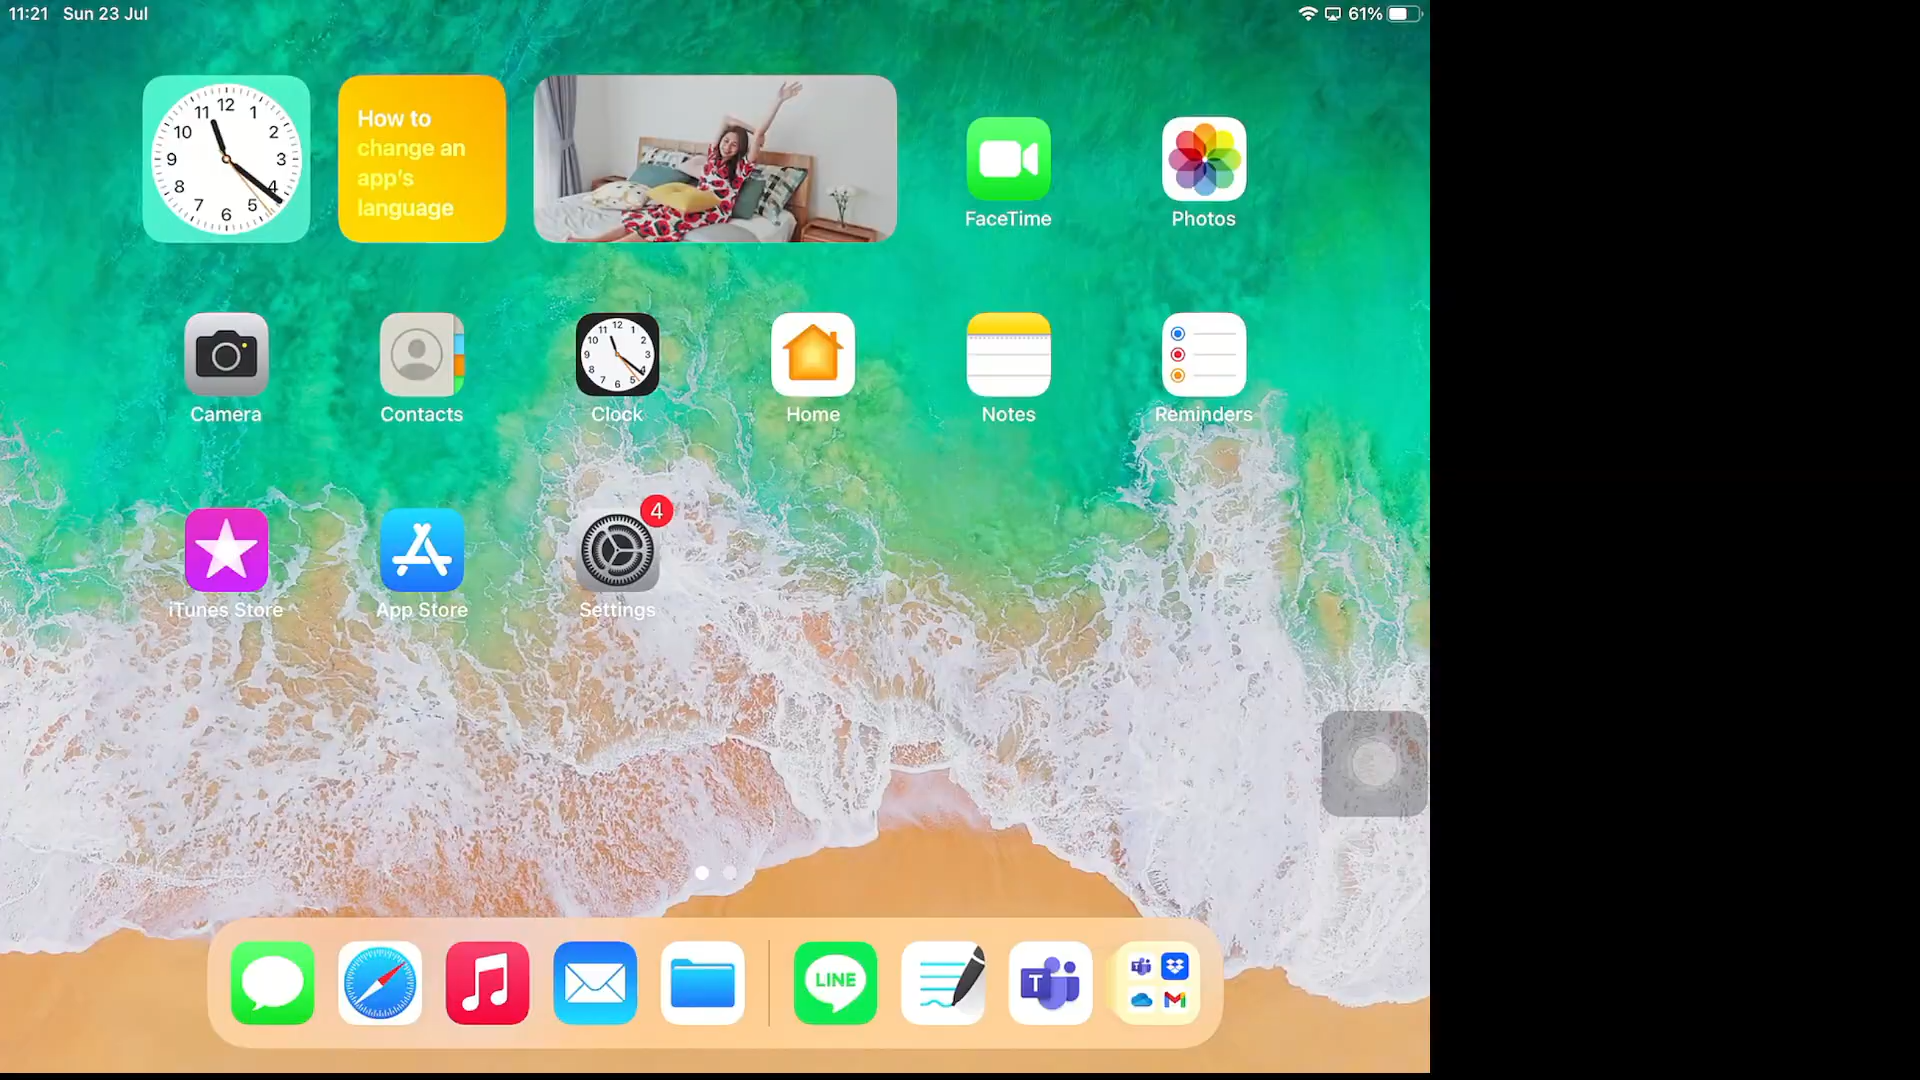 11:21 Sun 23 Jul
61%
How to
change an
app's
language
FaceTime
Photos
Camera
Contacts
Clock
Home
Notes
Reminders
4
iTunes Store
App Store
Settings
LINE
T